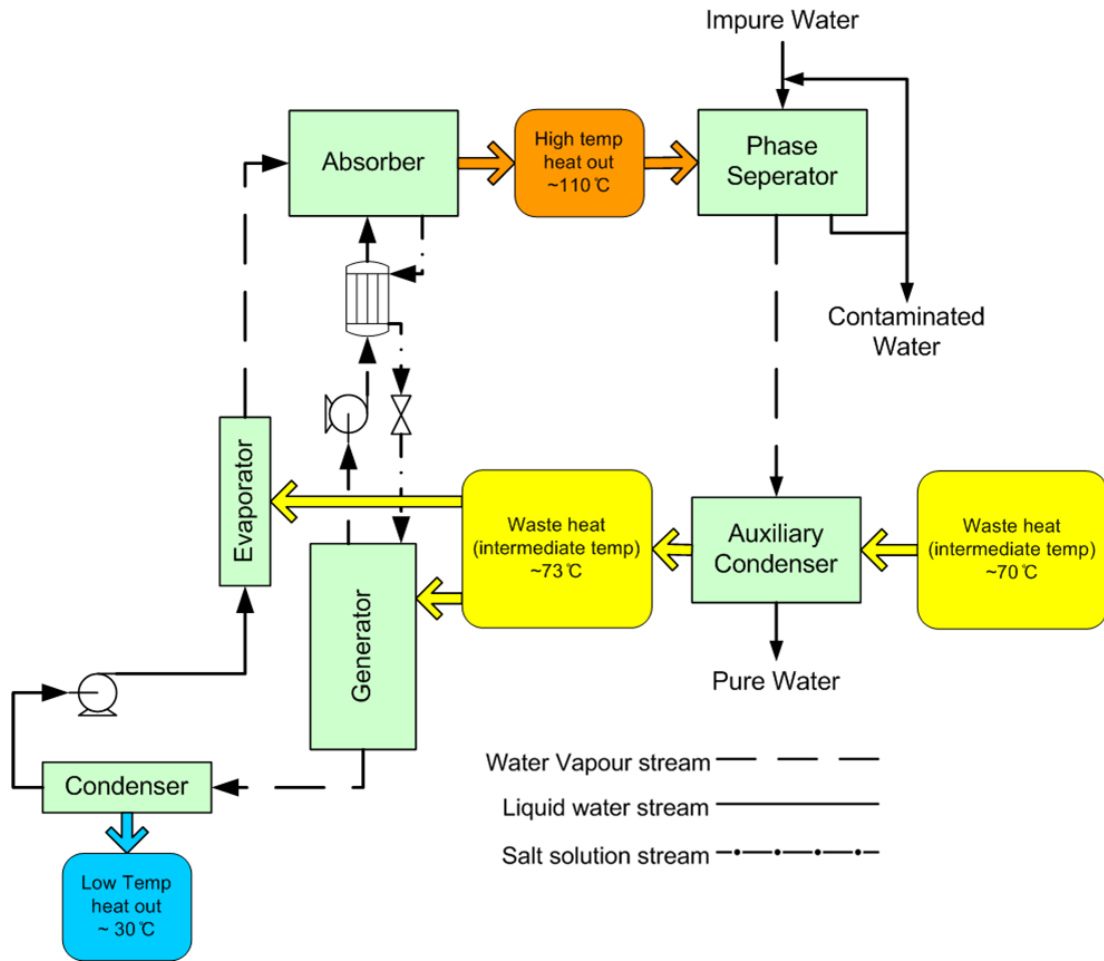 Impure Water
Absorber
High temp
heat out
~110℃
Phase
Seperator
Contaminated
Water
Evaporator
Generator
Waste heat
(intermediate temp)
~73℃
Auxiliary
Condenser
Waste heat
(intermediate temp)
~70℃
Pure Water
Condenser
Low Temp
heat out
~ 30℃
Water Vapour stream
Liquid water stream
Salt solution stream